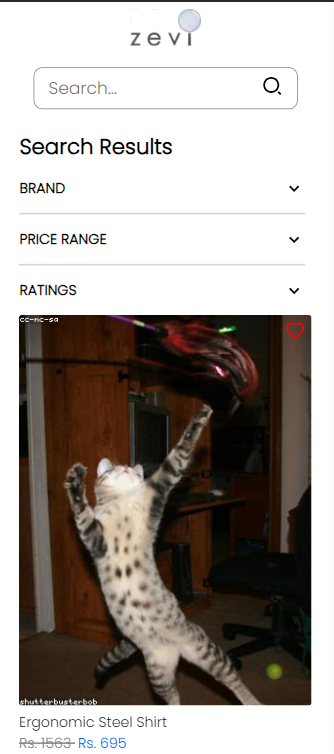 zevi
Search...
Search Results
BRAND
PRICE RANGE
RATINGS
cc-nc-sa
shutterbusterbob
Ergonomic Steel Shirt
Rs. 1563 Rs. 695